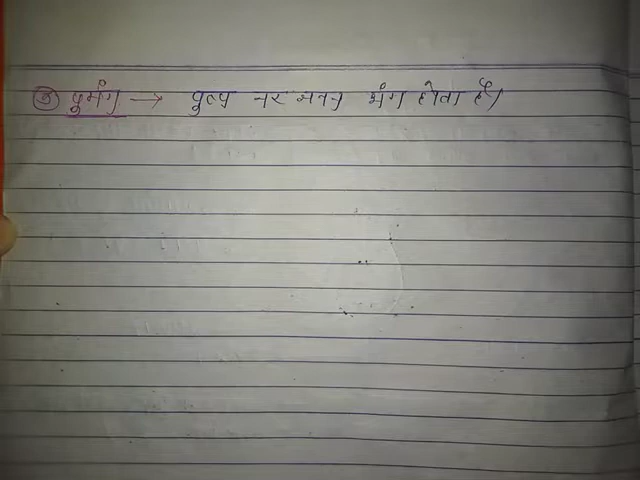 ③ पुमंग → पुष्प नर जनन अंग होता है।